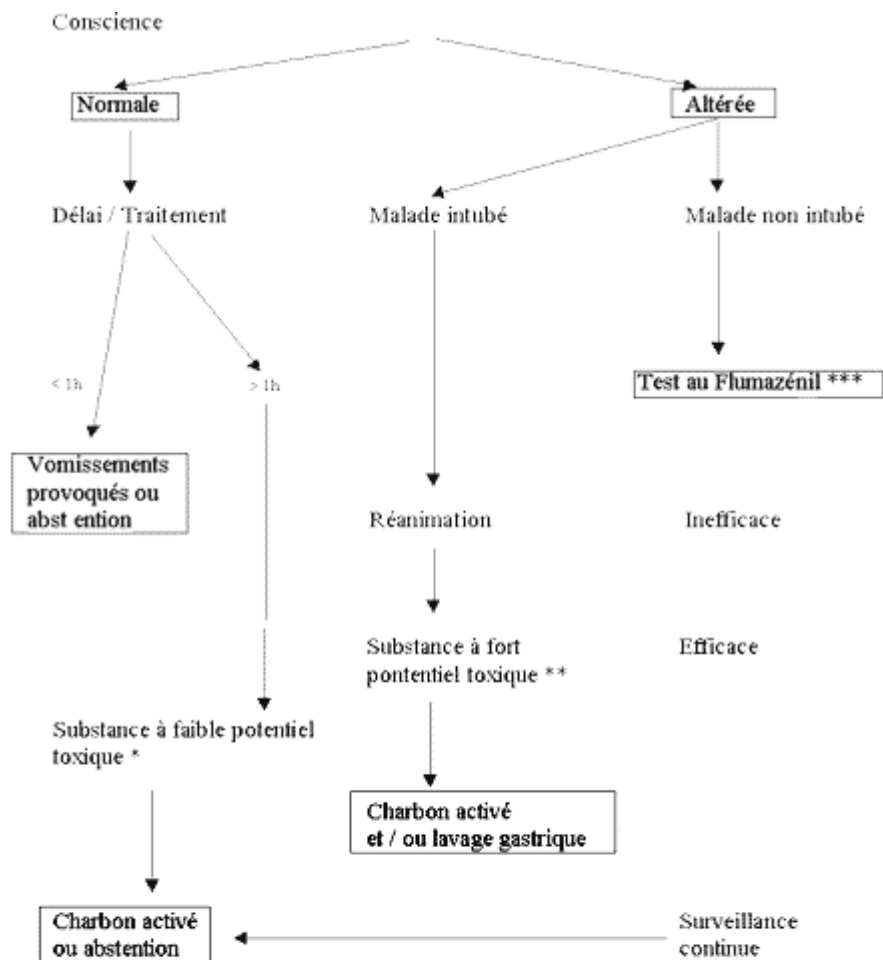 Conscience
Normale
Altérée
Délai / Traitement
Malade intubé
Malade non intubé
< 1h
> 1h
Test au Flumazénil ***
Vomissements
provoqués ou
abst ention
Réanimation
Inefficace
Substance à fort
pontentiel toxique **
Efficace
Substance à faible potentiel
toxique *
Charbon activé
et / ou lavage gastrique
Charbon activé
ou abstention
Surveillance
continue